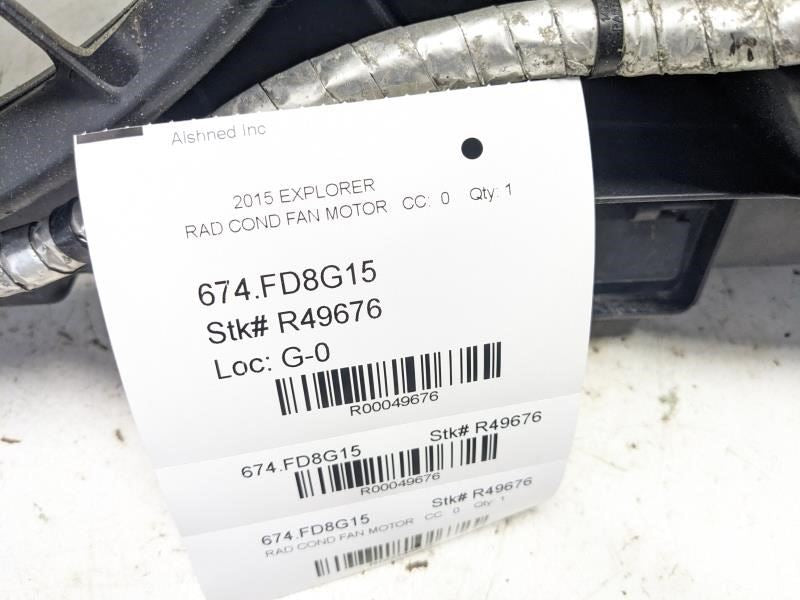 Alshned Inc
2015 EXPLORER
RAD COND FAN MOTOR CC: 0 Qty: 1
674.FD8G15
Stk# R49676
Loc: G-0
R00049676
674.FD8G15 Stk# R49676
R00049676
674.FD8G15 Stk# R49676
RAD COND FAN MOTOR CC: 0 Qty: 1